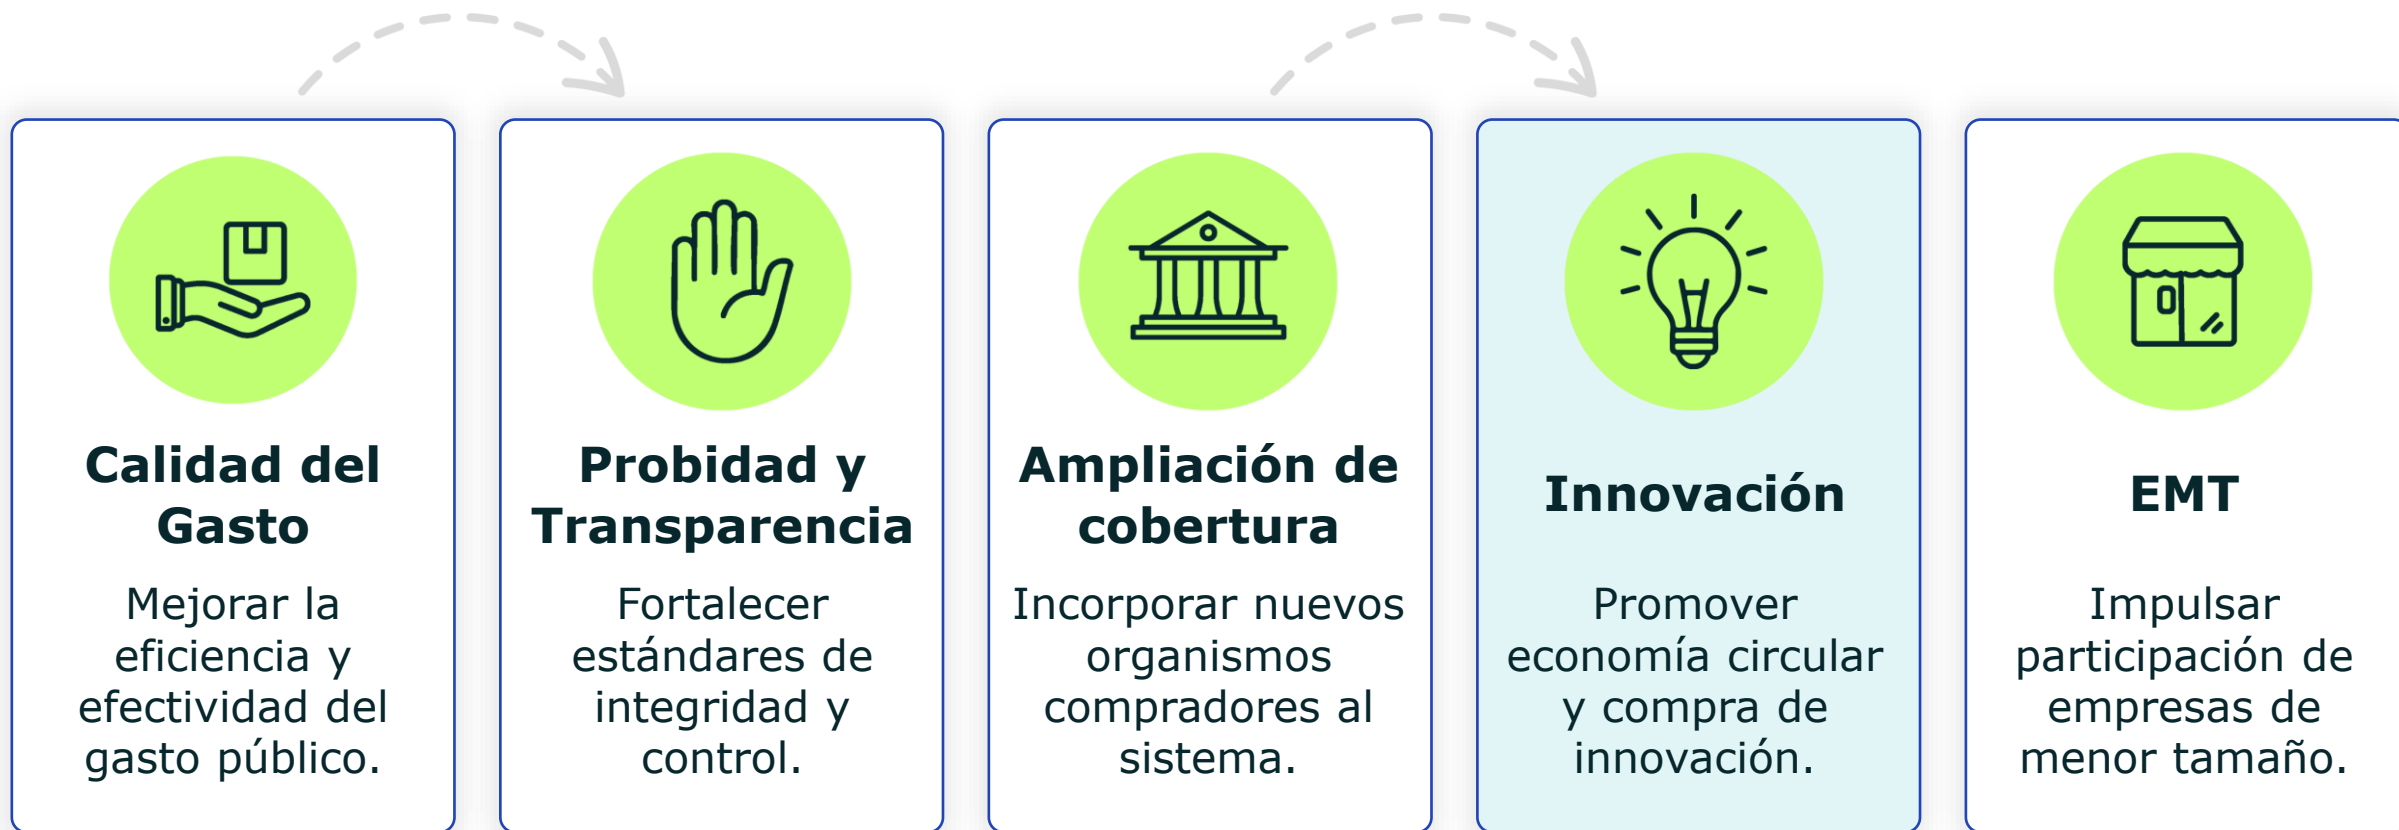 Calidad del
Gasto
Mejorar la
eficiencia y
efectividad del
gasto público.
Probidad y
Transparencia
Fortalecer
estándares de
integridad y
control.
Ampliación de
cobertura
Incorporar nuevos
organismos
compradores al
sistema.
Innovación
Promover
economía circular
y compra de
innovación.
EMT
Impulsar
participación de
empresas de
menor tamaño.